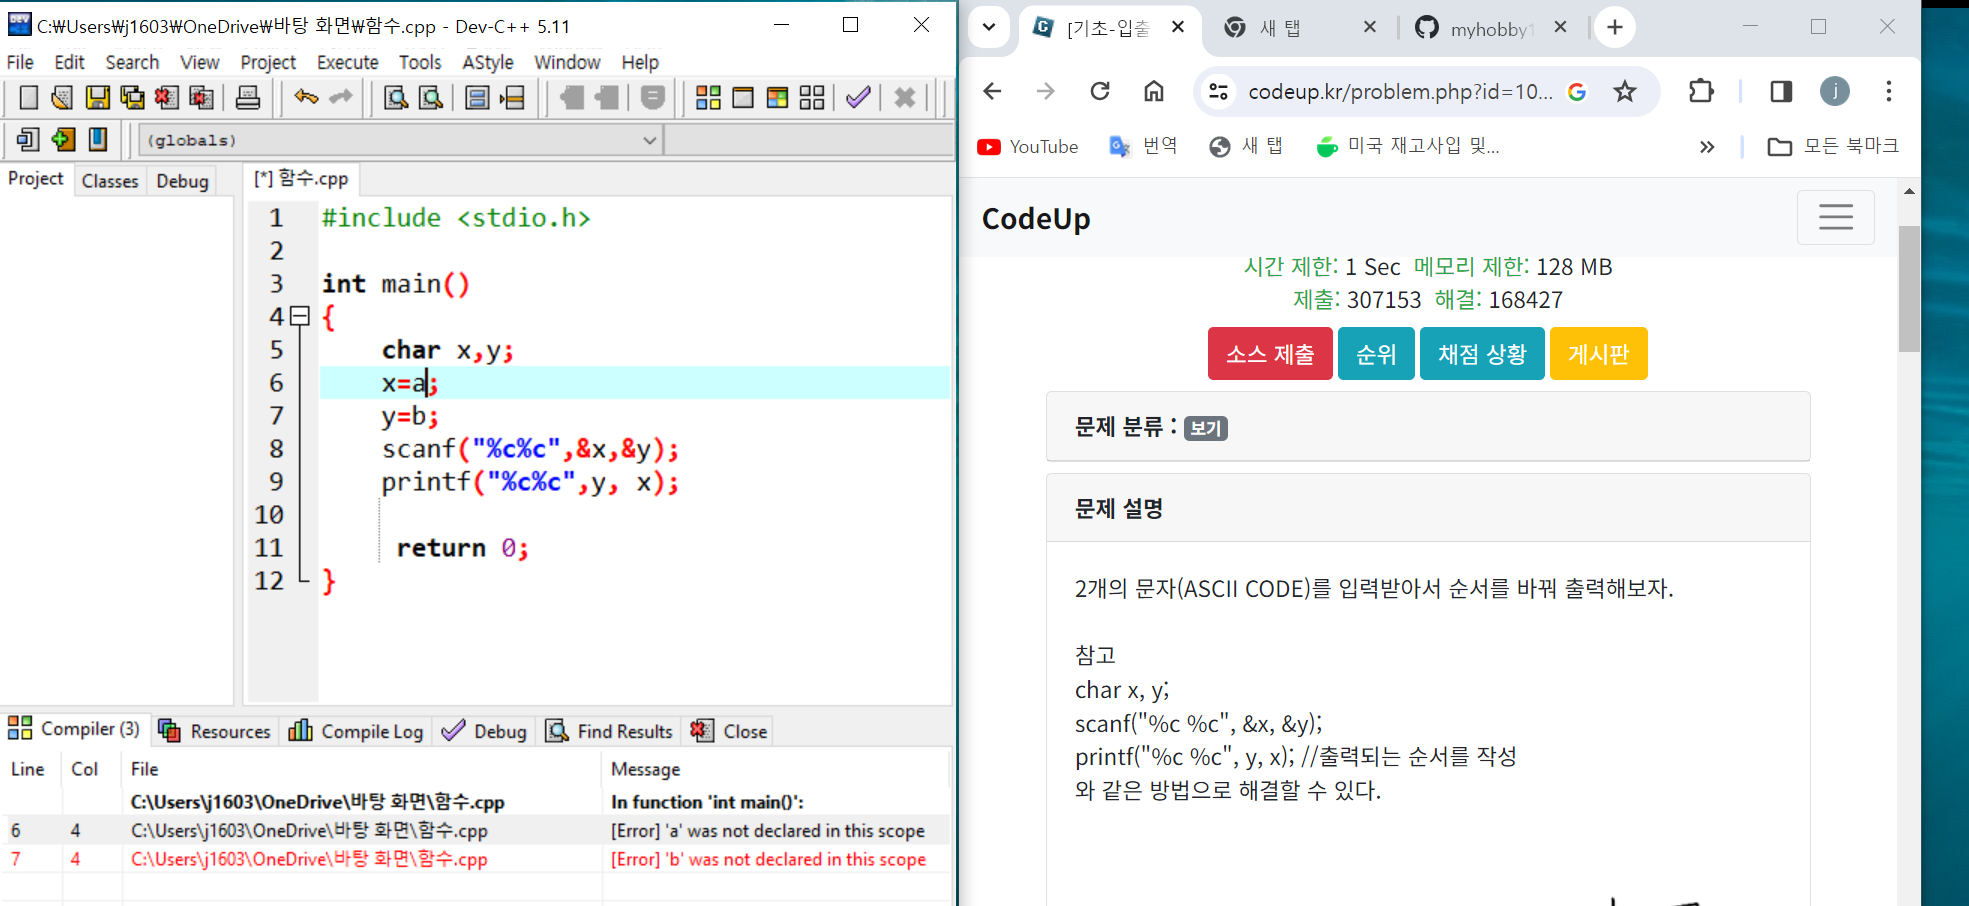 C:₩Users₩j1603₩OneDrive₩바탕 화면₩함수.cpp - Dev-C++ 5.11
File Edit Search View Project Execute Tools AStyle Window Help
(globals)
Project Classes Debug
[*] 함수.cpp
1 #include <stdio.h>
2
3 int main()
4 {
5 char x,y;
6 x=a;
7 y=b;
8 scanf("%c%c",&x,&y);
9 printf("%c%c",y, x);
10
11 return 0;
12 }
Compiler (3) Resources Compile Log Debug Find Results Close
Line Col File Message
C:\Users\j1603\OneDrive\바탕 화면\함수.cpp In function 'int main()':
6 4 C:\Users\j1603\OneDrive\바탕 화면\함수.cpp [Error] 'a' was not declared in this scope
7 4 C:\Users\j1603\OneDrive\바탕 화면\함수.cpp [Error] 'b' was not declared in this scope
[기초-입출 새 탭 myhobby1
codeup.kr/problem.php?id=10... j
YouTube 번역 새 탭 미국 재고사입 및... » 모든 북마크
CodeUp
시간 제한: 1 Sec 메모리 제한: 128 MB
제출: 307153 해결: 168427
소스 제출 순위 채점 상황 게시판
문제 분류 : 보기
문제 설명
2개의 문자(ASCII CODE)를 입력받아서 순서를 바꿔 출력해보자.
참고
char x, y;
scanf("%c %c", &x, &y);
printf("%c %c", y, x); //출력되는 순서를 작성
와 같은 방법으로 해결할 수 있다.